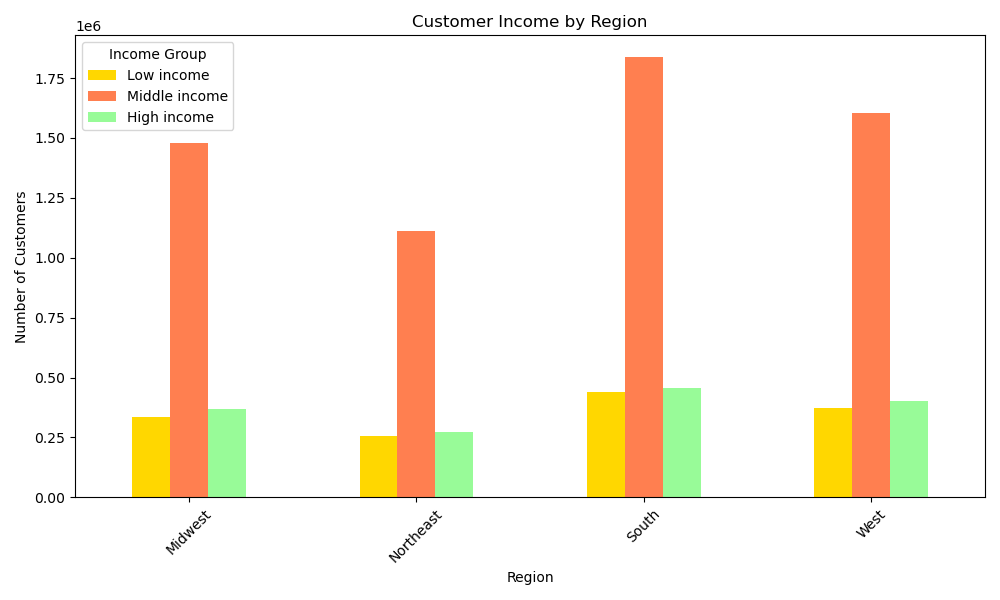 Customer Income by Region
1e6
Income Group
Low income
Middle income
High income
1.75
1.50
1.25
1.00
0.75
0.50
0.25
0.00
Number of Customers
Midwest
Northeast
South
West
Region